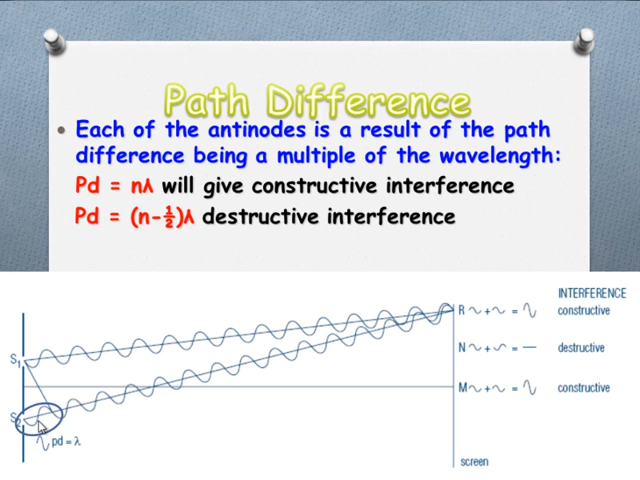 Path Difference
• Each of the antinodes is a result of the path
difference being a multiple of the wavelength:
Pd = nλ will give constructive interference
Pd = (n-½)λ destructive interference
INTERFERENCE
R + = constructive
N + = destructive
M + = constructive
S₁
S₂
pd = λ
screen